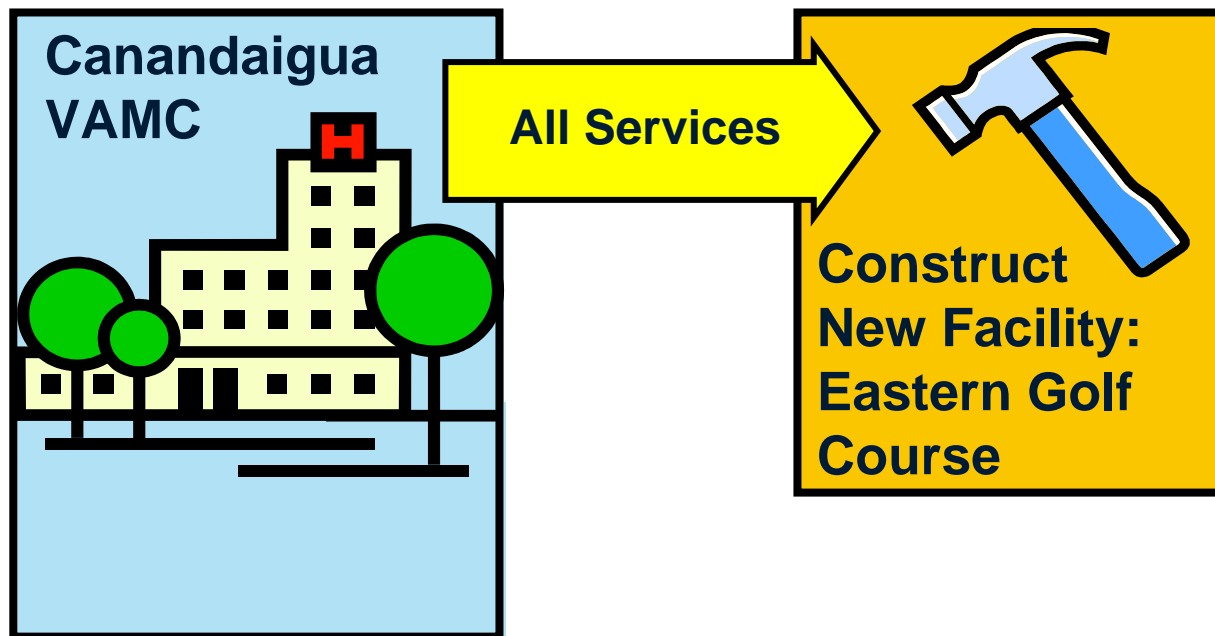 Canandaigua
VAMC
H
All Services
Construct
New Facility:
Eastern Golf
Course